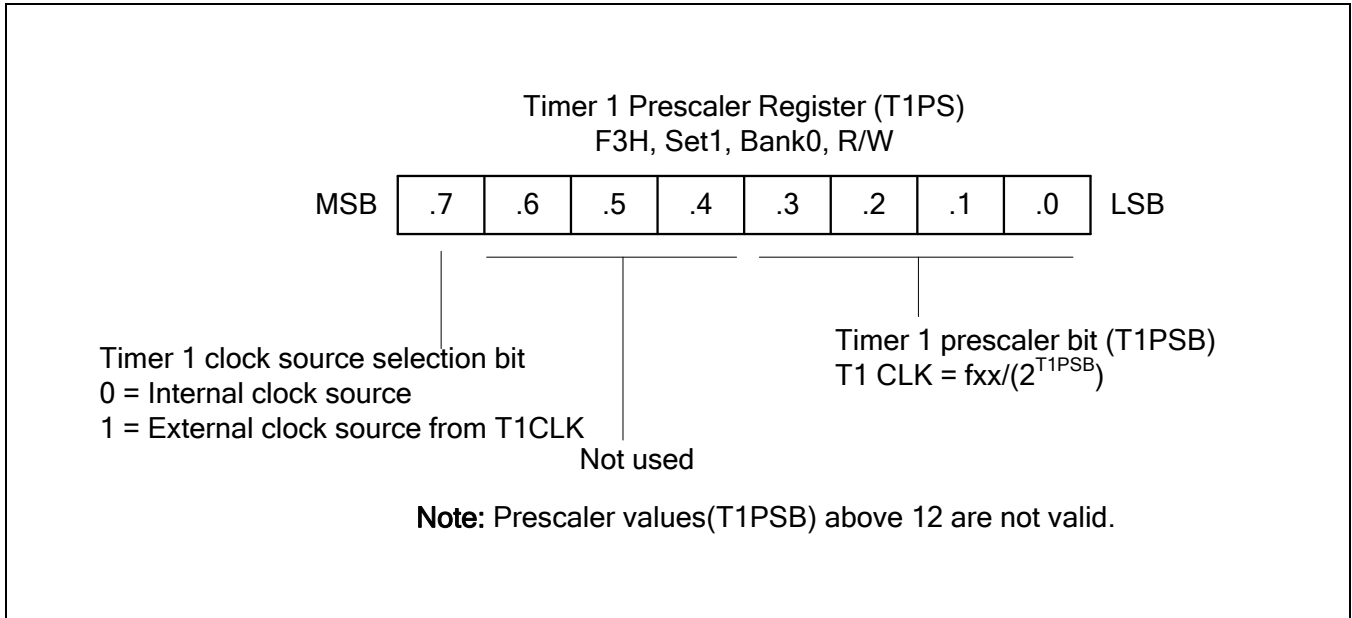 Timer 1 Prescaler Register (T1PS)
F3H, Set1, Bank0, R/W
MSB .7 .6 .5 .4 .3 .2 .1 .0 LSB
Timer 1 clock source selection bit
0 = Internal clock source
1 = External clock source from T1CLK
Not used
Timer 1 prescaler bit (T1PSB)
T1 CLK = fxx/(2^T1PSB)
Note: Prescaler values(T1PSB) above 12 are not valid.